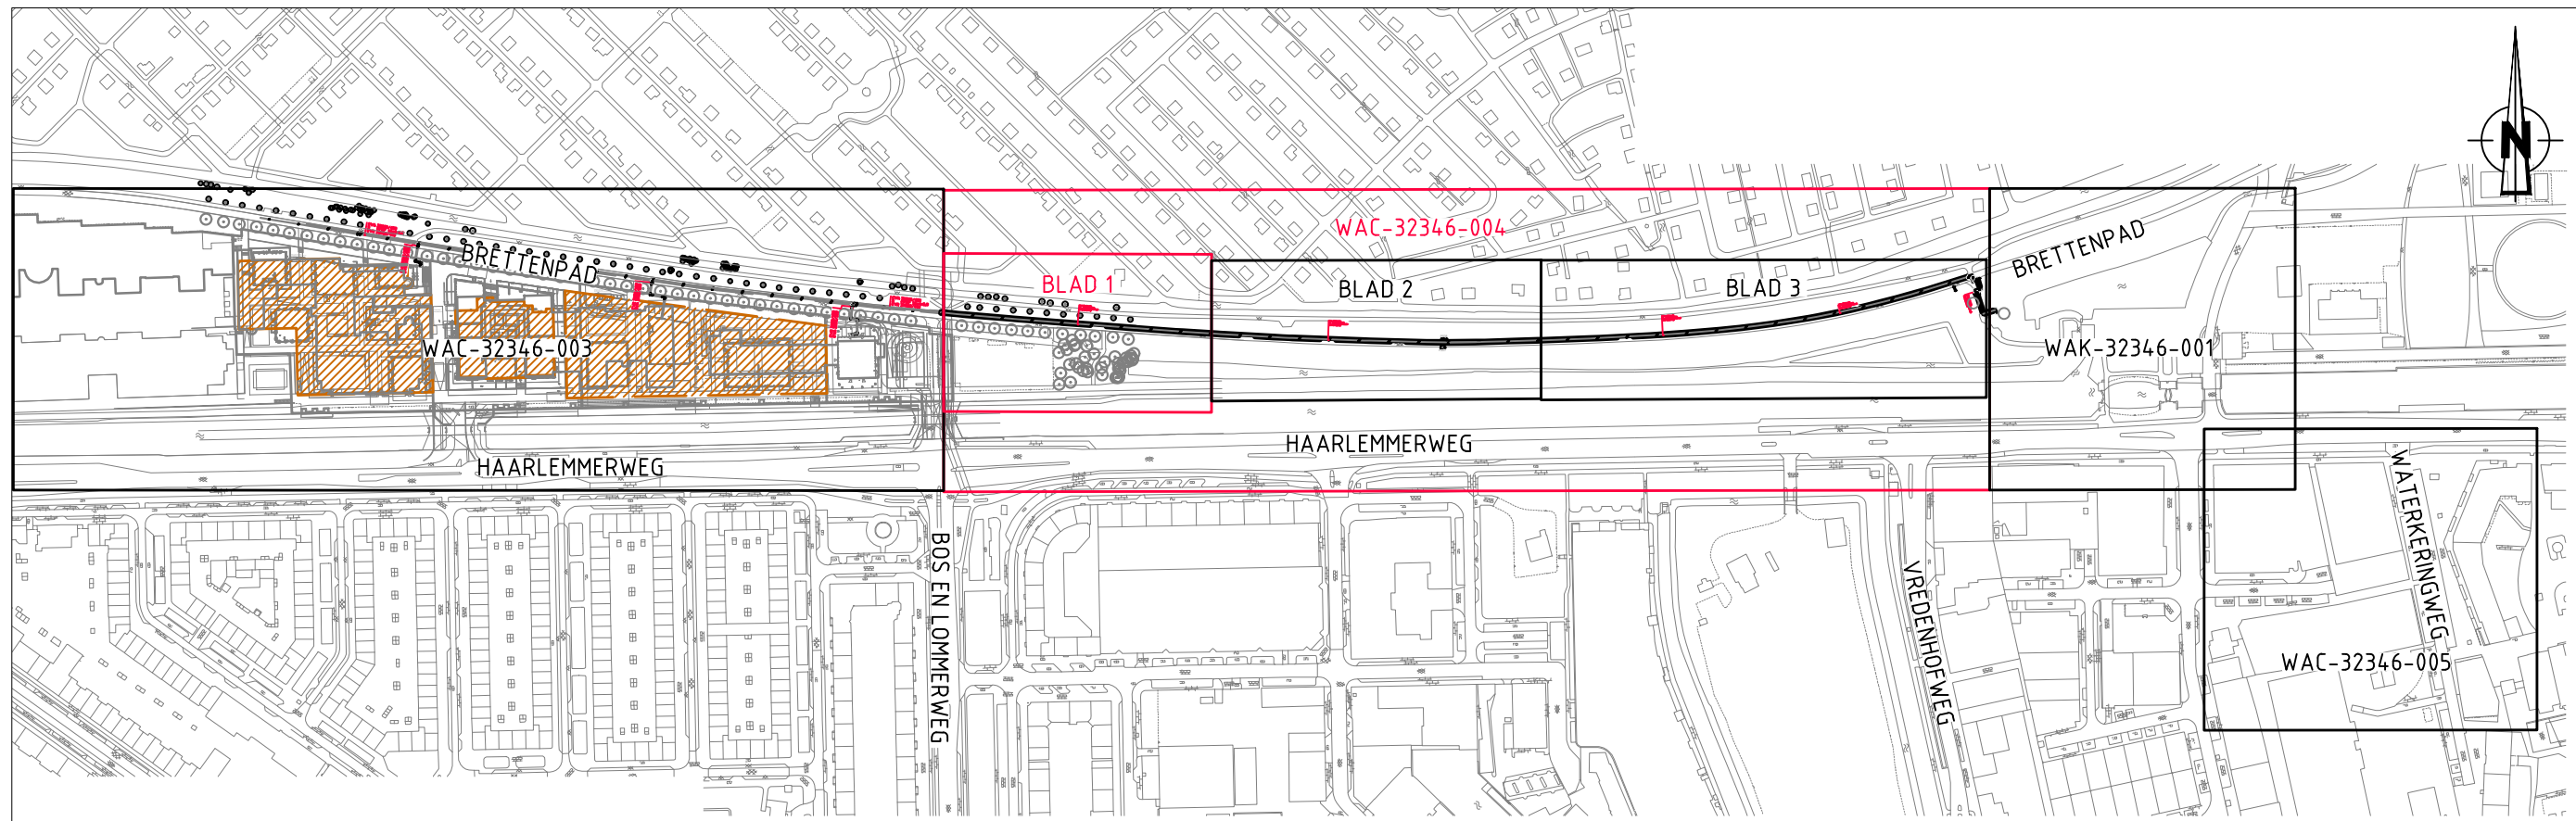 N
WAC-32346-004
BRETTENPAD
BRETTENPAD
BLAD 1
BLAD 2
BLAD 3
WAC-32346-003
WAK-32346-001
HAARLEMMERWEG
HAARLEMMERWEG
BOS EN LOMMERWEG
VREDENHOFWEG
WATERKERINGWEG
WAC-32346-005